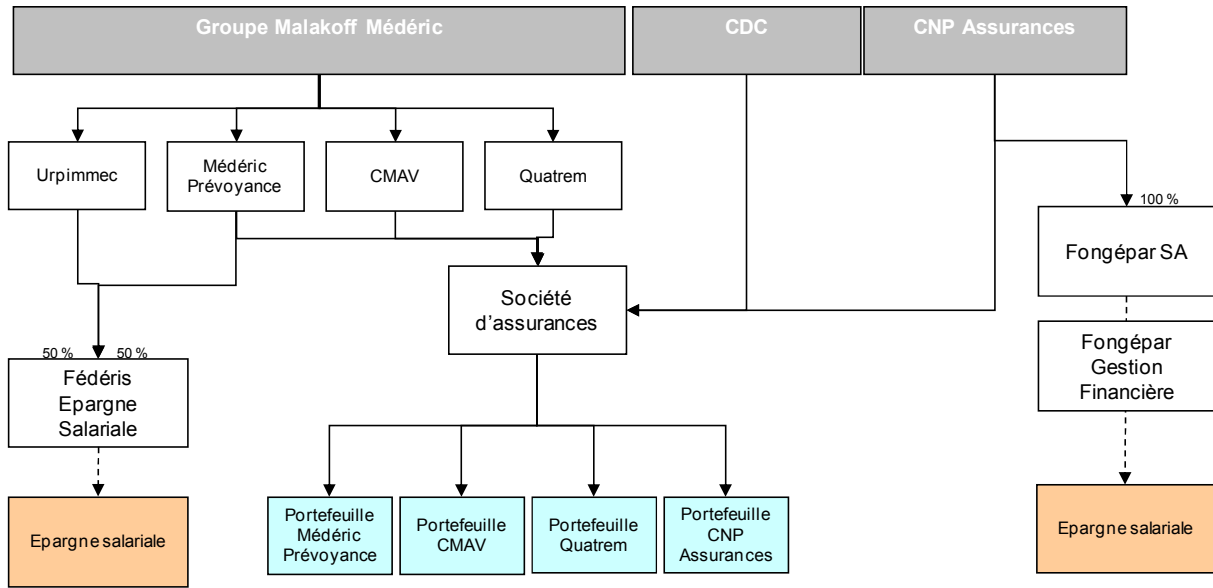 Groupe Malakoff Médéric
CDC
CNP Assurances
Urpimmec
Médéric
Prévoyance
CMAV
Quatrem
100 %
Fongépar SA
Société
d'assurances
50 %
50 %
Fédéris
Epargne
Salariale
Fongépar
Gestion
Financière
Epargne salariale
Portefeuille
Médéric
Prévoyance
Portefeuille
CMAV
Portefeuille
Quatrem
Portefeuille
CNP
Assurances
Epargne salariale